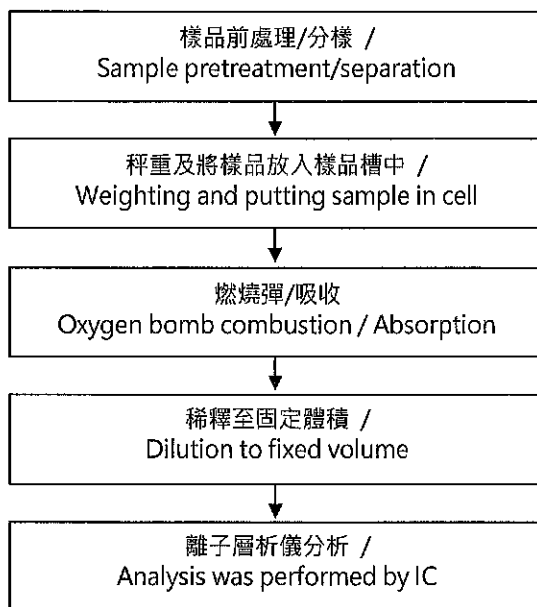 樣品前處理/分樣 /
Sample pretreatment/separation
秤重及將樣品放入樣品槽中 /
Weighting and putting sample in cell
燃燒彈/吸收
Oxygen bomb combustion / Absorption
稀釋至固定體積 /
Dilution to fixed volume
離子層析儀分析 /
Analysis was performed by IC